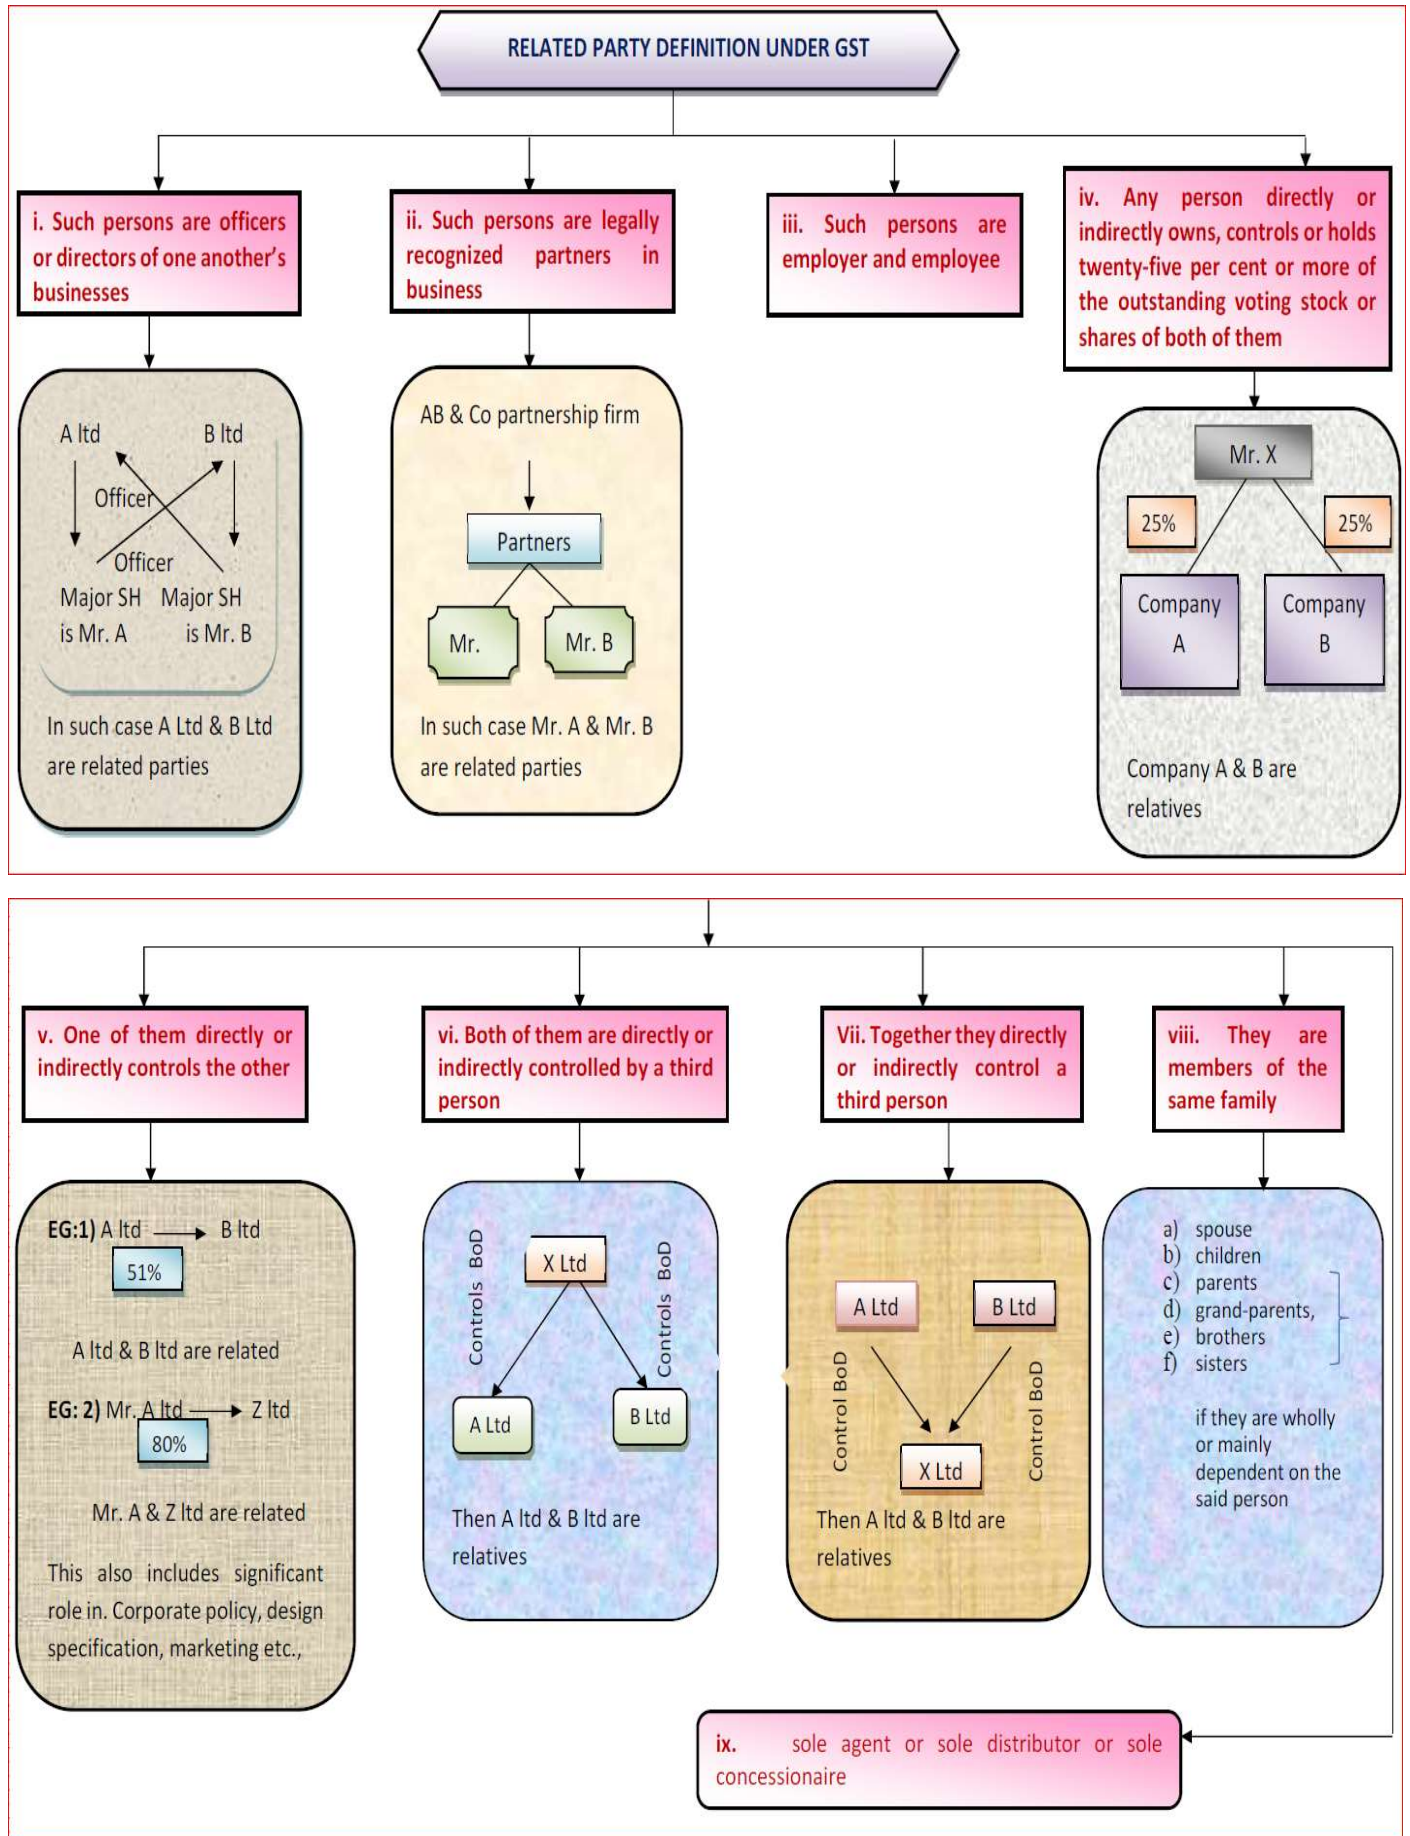 RELATED PARTY DEFINITION UNDER GST
i. Such persons are officers
or directors of one another's
businesses
ii. Such persons are legally
recognized partners in
business
iii. Such persons are
employer and employee
iv. Any person directly or
indirectly owns, controls or holds
twenty-five per cent or more of
the outstanding voting stock or
shares of both of them
A ltd B ltd
Officer
Officer
Major SH Major SH
is Mr. A is Mr. B
In such case A Ltd & B Ltd
are related parties
AB & Co partnership firm
Partners
Mr.
Mr. B
In such case Mr. A & Mr. B
are related parties
Mr. X
25%
25%
Company
A
Company
B
Company A & B are
relatives
v. One of them directly or
indirectly controls the other
vi. Both of them are directly or
indirectly controlled by a third
person
Vii. Together they directly
or indirectly control a
third person
viii. They are
members of the
same family
EG:1) A ltd B ltd
51%
A ltd & B ltd are related
EG: 2) Mr. A ltd Z ltd
80%
Mr. A & Z ltd are related
This also includes significant
role in. Corporate policy, design
specification, marketing etc.,
Controls BoD
X Ltd
Controls BoD
A Ltd
B Ltd
Then A ltd & B ltd are
relatives
A Ltd
B Ltd
Control BoD
Control BoD
X Ltd
Then A ltd & B ltd are
relatives
a) spouse
b) children
c) parents
d) grand-parents,
e) brothers
f) sisters
if they are wholly
or mainly
dependent on the
said person
ix. sole agent or sole distributor or sole
concessionaire